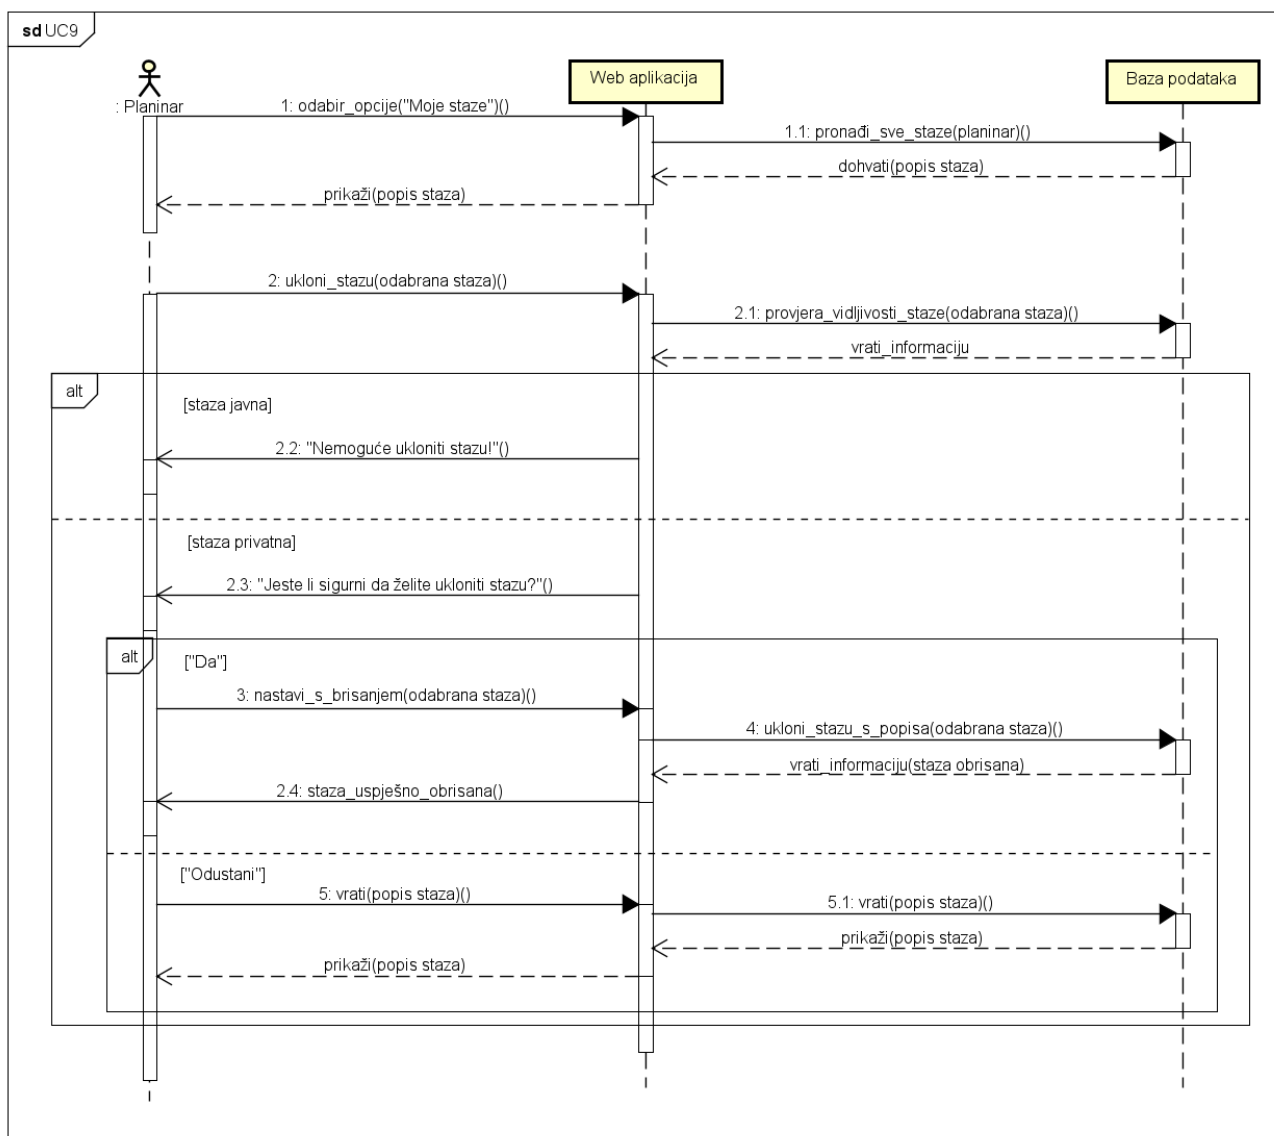 sd UC9
: Planinar
Web aplikacija
Baza podataka
1: odabir_opcije("Moje staze")()
1.1: pronađi_sve_staze(planinar)()
dohvati(popis staza)
prikaži(popis staza)
2: ukloni_stazu(odabrana staza)()
2.1: provjera_vidljivosti_staze(odabrana staza)()
vrati_informaciju
alt
[staza javna]
2.2: "Nemoguće ukloniti stazu!"()
[staza privatna]
2.3: "Jeste li sigurni da želite ukloniti stazu?"()
alt
["Da"]
3: nastavi_s_brisanjem(odabrana staza)()
4: ukloni_stazu_s_popisa(odabrana staza)()
vrati_informaciju(staza obrisana)
2.4: staza_uspješno_obrisana()
["Odustani"]
5: vrati(popis staza)()
5.1: vrati(popis staza)()
prikaži(popis staza)
prikaži(popis staza)